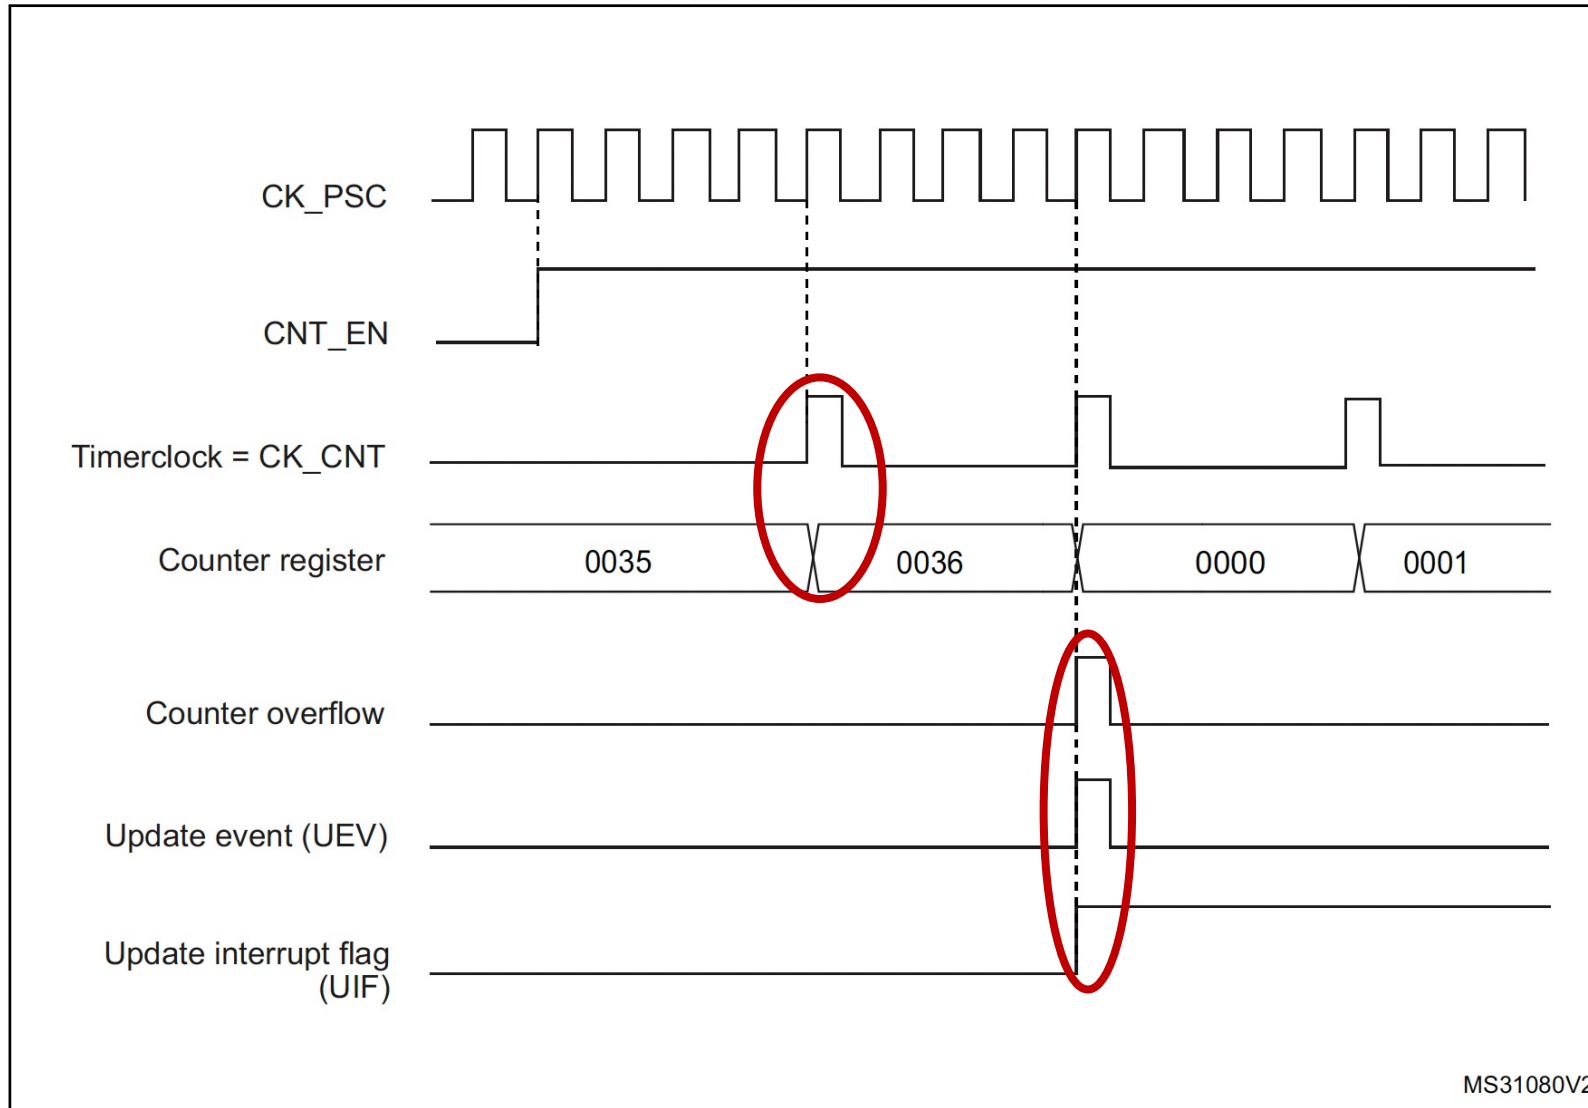 CK_PSC
CNT_EN
Timerclock = CK_CNT
Counter register
0035
0036
0000
0001
Counter overflow
Update event (UEV)
Update interrupt flag
(UIF)
MS31080V2